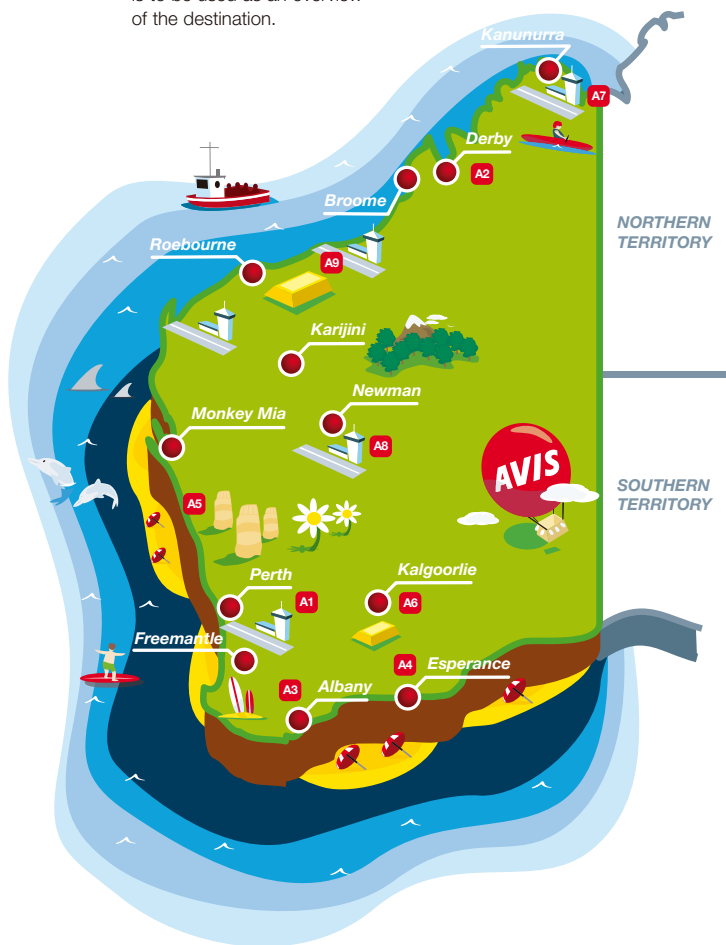 of the destination.
Kanunurra
A7
Derby
A2
Broome
NORTHERN
TERRITORY
Roebourne
A9
Karijini
Newman
Monkey Mia
A8
AVIS
A5
SOUTHERN
TERRITORY
Perth
A1
Kalgoorlie
A6
Freemantle
A4
Esperance
A3
Albany